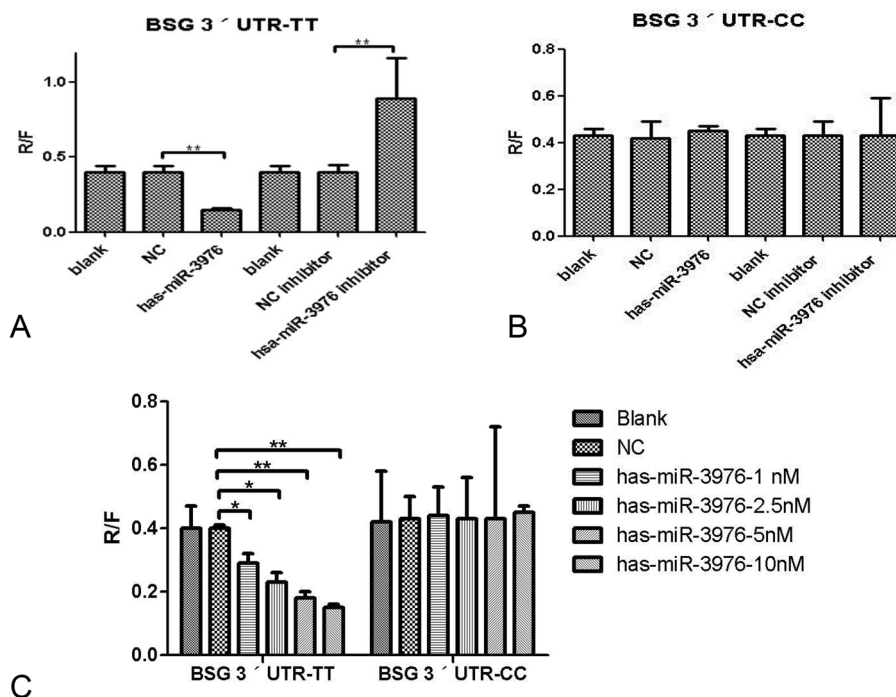 BSG 3 ´ UTR-TT
R/F
1.0
0.5
0.0
**
**
blank
NC
has-miR-3976
blank
NC inhibitor
hsa-miR-3976 inhibitor
A
BSG 3 ´ UTR-CC
R/F
0.8
0.6
0.4
0.2
0.0
blank
NC
has-miR-3976
blank
NC inhibitor
hsa-miR-3976 inhibitor
B
R/F
0.8
0.6
0.4
0.2
0.0
**
**
*
*
BSG 3 ´ UTR-TT
BSG 3 ´ UTR-CC
Blank
NC
has-miR-3976-1 nM
has-miR-3976-2.5nM
has-miR-3976-5nM
has-miR-3976-10nM
C